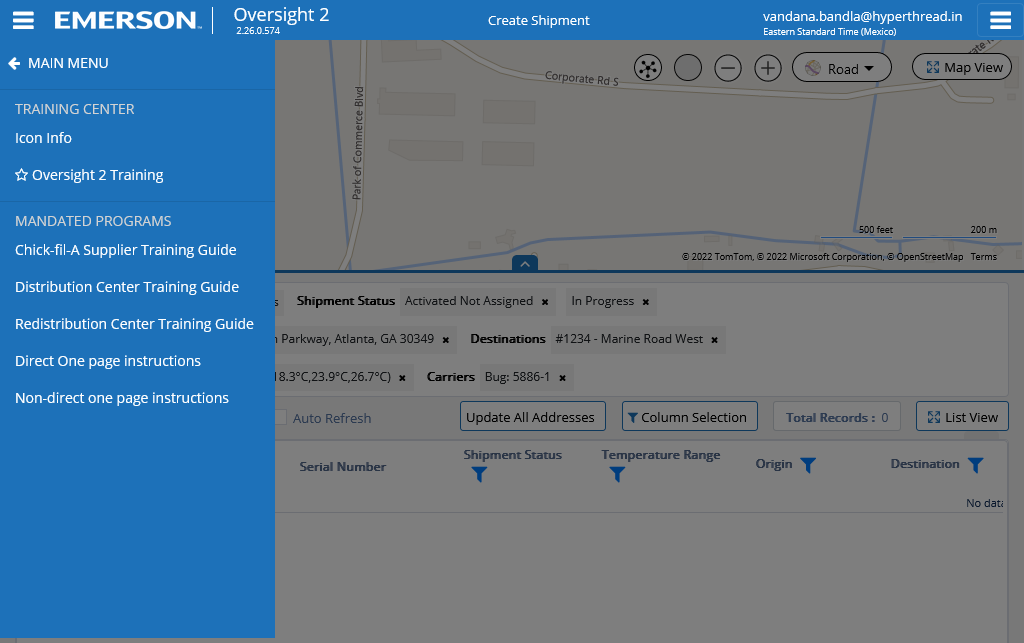 EMERSON
Oversight 2
2.26.0.574
Create Shipment
vandana.bandla@hyperthread.in
Eastern Standard Time (Mexico)
MAIN MENU
TRAINING CENTER
Icon Info
Oversight 2 Training
MANDATED PROGRAMS
Chick-fil-A Supplier Training Guide
Distribution Center Training Guide
Redistribution Center Training Guide
Direct One page instructions
Non-direct one page instructions
Corporate Rd S
Park of Commerce Blvd
Road
Map View
500 feet
200 m
© 2022 TomTom, © 2022 Microsoft Corporation, © OpenStreetMap Terms
Shipment Status Activated Not Assigned × In Progress ×
Parkway, Atlanta, GA 30349 × Destinations #1234 - Marine Road West ×
18.3°C,23.9°C,26.7°C) × Carriers Bug: 5886-1 ×
Auto Refresh
Update All Addresses
Column Selection
Total Records : 0
List View
Serial Number
Shipment Status
Temperature Range
Origin
Destination
No data